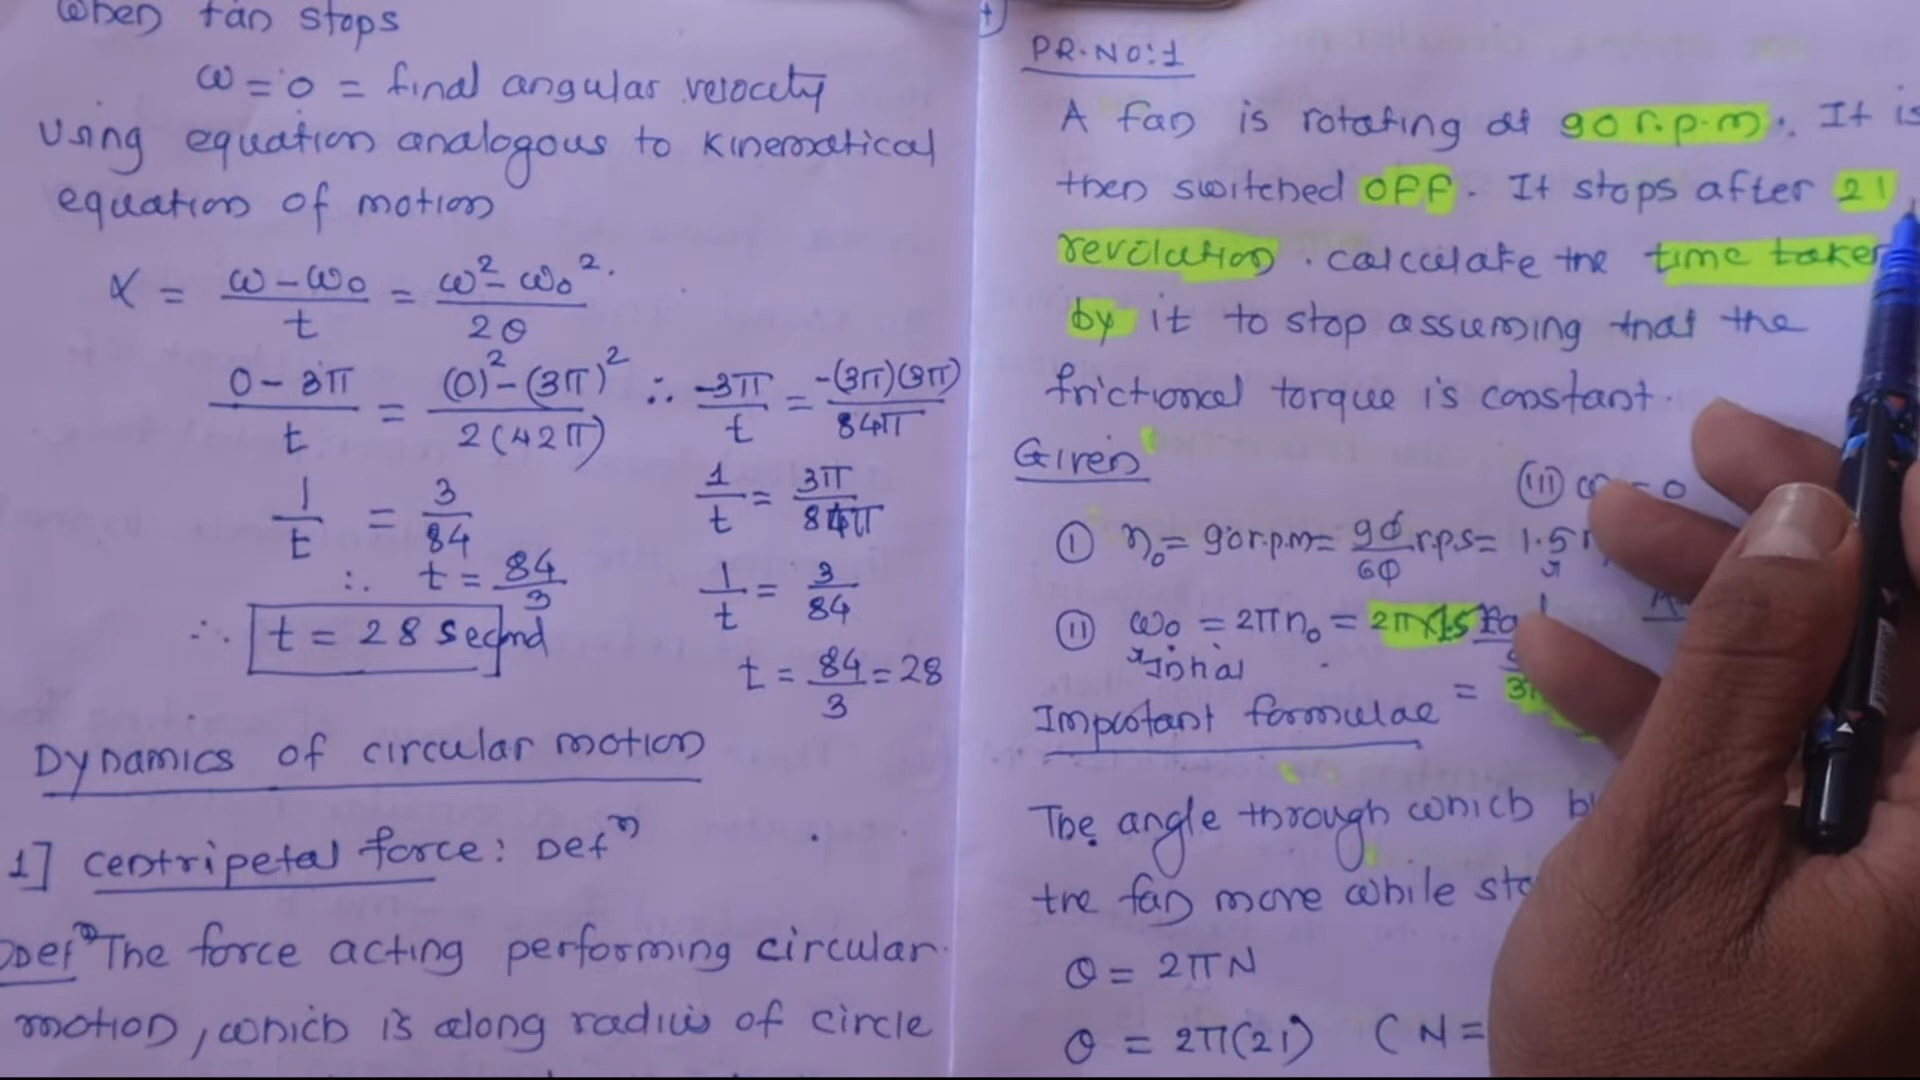 When fan stops
ω = 0 = final angular velocity
Using equation analogous to kinematical
equation of motion
α = ω - ω₀ / t = ω² - ω₀² / 2θ
0 - 3π / t = (0)² - (3π)² / 2(42π) ∴ -3π / t = -(3π)(3π) / 84π
1/t = 3/84
1/t = 3π/84π
∴ t = 84/3
1/t = 3/84
∴ t = 28 second
t = 84/3 = 28
Dynamics of circular motion
1] centripetal force: Defⁿ
Defⁿ The force acting performing circular
motion, which is along radius of circle
PR.NO:1
A fan is rotating at 90 r.p.m. It is
then switched OFF. It stops after 21
revolution. calculate the time taken
by it to stop assuming that the
frictional torque is constant.
Given
(III) ω = 0
(I) n₀ = 90 r.p.m = 90/60 r.p.s = 1.5
(II) ω₀ = 2πn₀ = 2π×1.5
Initial
= 3π
Important formulae
The angle through which
the fan move while
θ = 2πN
θ = 2π(21) (N =